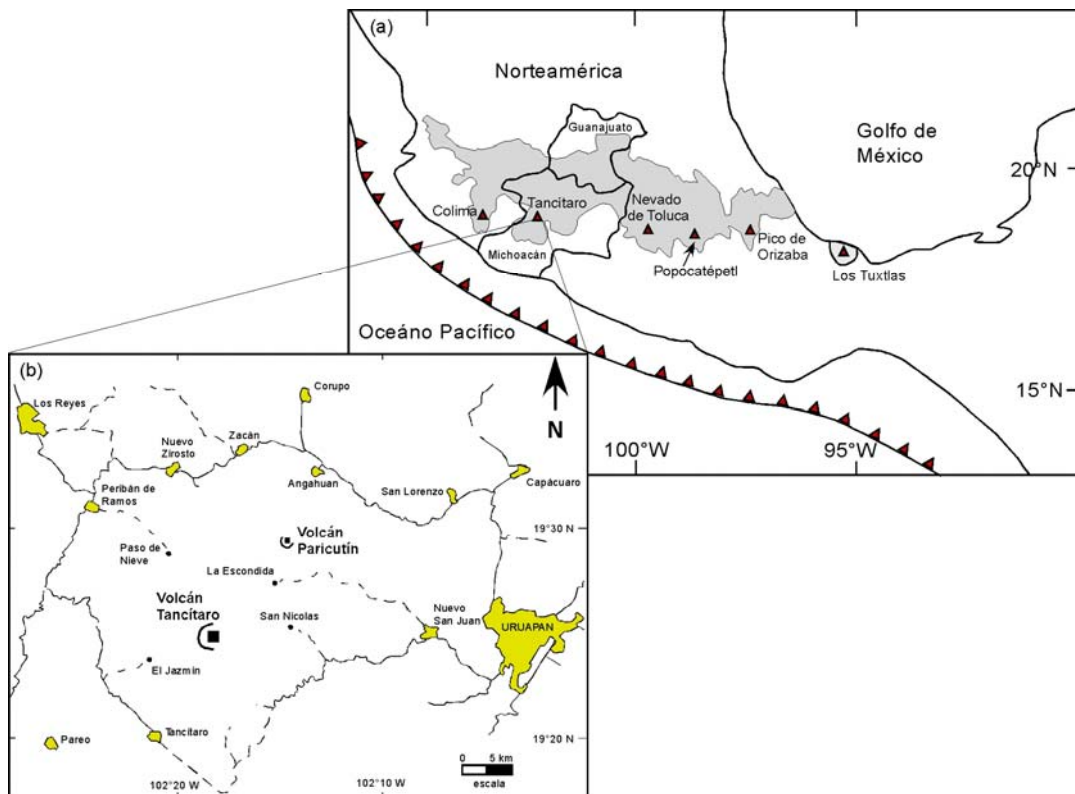 (a)
Norteamérica
Guanajuato
Golfo de
México
20°N
Colima
Tancítaro
Nevado
de Toluca
Michoacán
Popocatépetl
Pico de
Orizaba
Los Tuxtlas
Oceáno Pacífico
15°N
100°W
95°W
(b)
N
Los Reyes
Corupo
Nuevo
Zirosto
Zacán
Angahuan
San Lorenzo
Capácuaro
Peribán de
Ramos
19°30 N
Paso de
Nieve
Volcán
Paricutín
La Escondida
Volcán
Tancítaro
San Nicolas
Nuevo
San Juan
URUAPAN
El Jazmín
Pareo
Tancítaro
19°20 N
0 5 km
escala
102°20 W
102°10 W